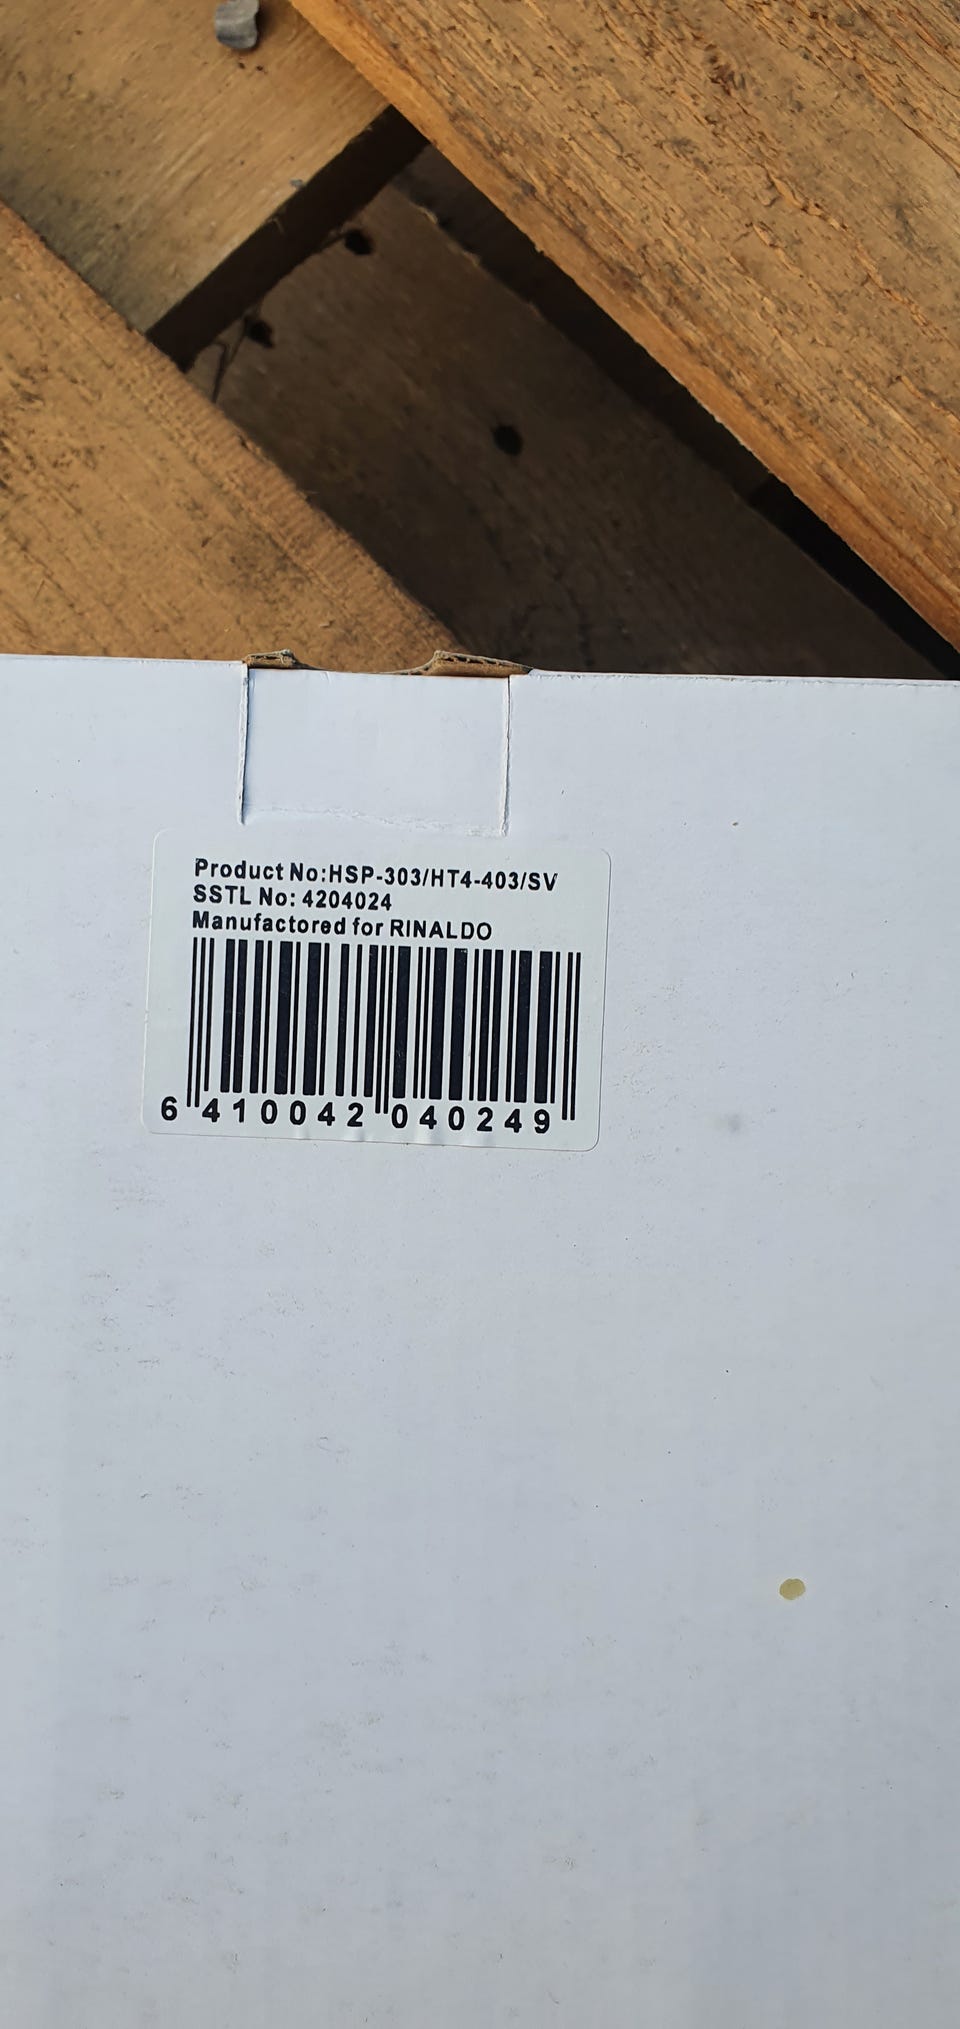 Product No:HSP-303/HT4-403/SV
SSTL No: 4204024
Manufactored for RINALDO
6 410042 040249